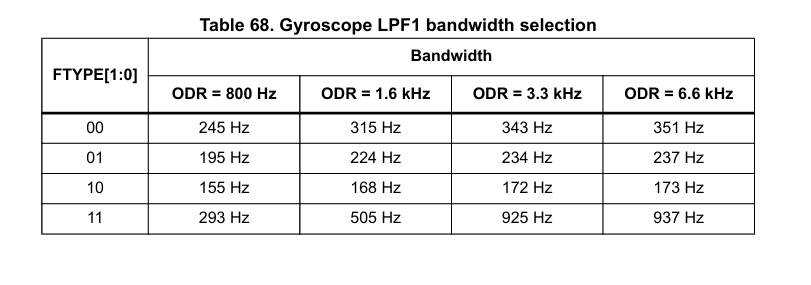 Table 68. Gyroscope LPF1 bandwidth selection
FTYPE[1:0] Bandwidth
ODR = 800 Hz ODR = 1.6 kHz ODR = 3.3 kHz ODR = 6.6 kHz
00 245 Hz 315 Hz 343 Hz 351 Hz
01 195 Hz 224 Hz 234 Hz 237 Hz
10 155 Hz 168 Hz 172 Hz 173 Hz
11 293 Hz 505 Hz 925 Hz 937 Hz